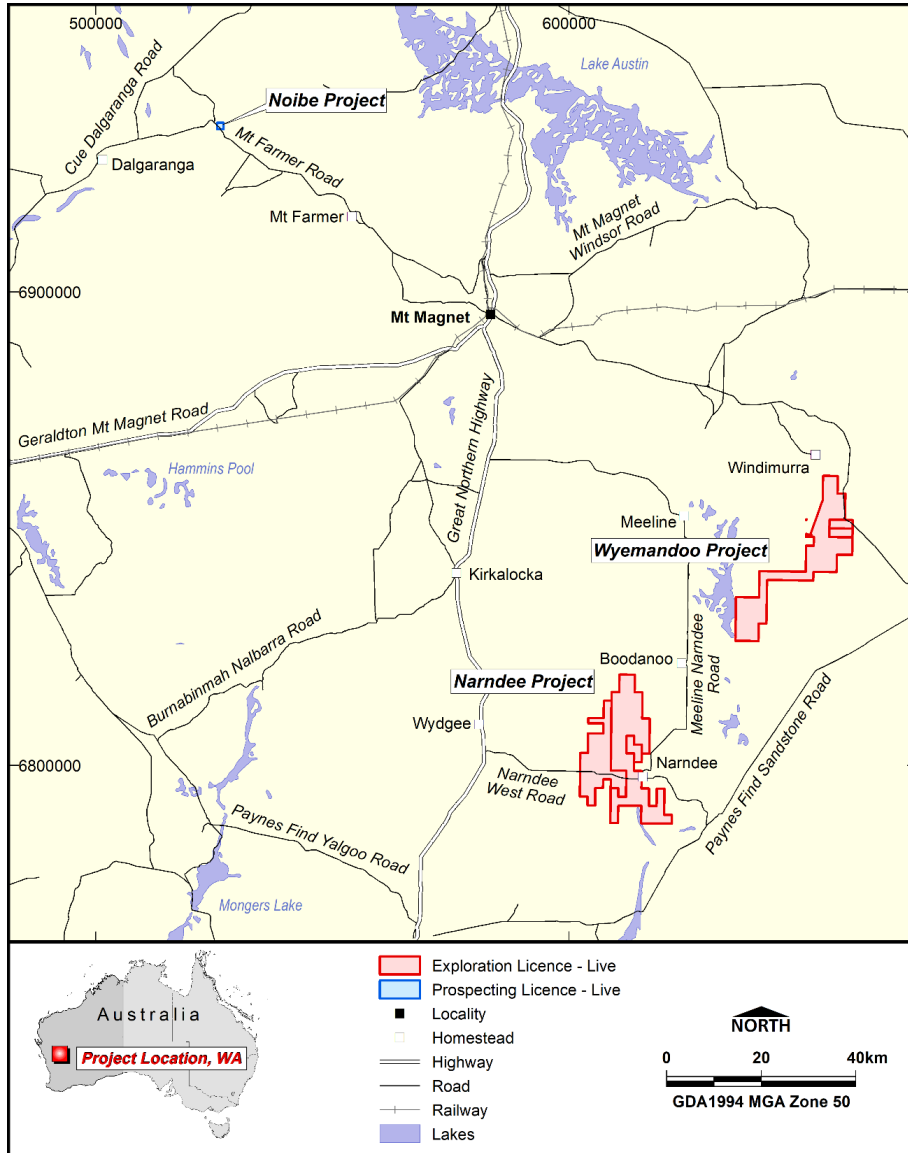 500000
600000
Lake Austin
Cue Dalgaranga Road
Noibe Project
Mt Farmer Road
Dalgaranga
Mt Farmer
Mt Magnet
Windsor Road
6900000
Mt Magnet
Geraldton Mt Magnet Road
Great Northern Highway
Hammins Pool
Windimurra
Meeline
Wyemandoo Project
Kirkalocka
Burnabinmah Nalbarra Road
Boodanoo
Meeline Narndee
Road
Narndee Project
Wydgee
6800000
Narndee
Narndee
West Road
Paynes Find Sandstone Road
Paynes Find Yalgoo Road
Mongers Lake
Australia
Project Location, WA
Exploration Licence - Live
Prospecting Licence - Live
Locality
Homestead
Highway
Road
Railway
Lakes
NORTH
0 20 40km
GDA1994 MGA Zone 50